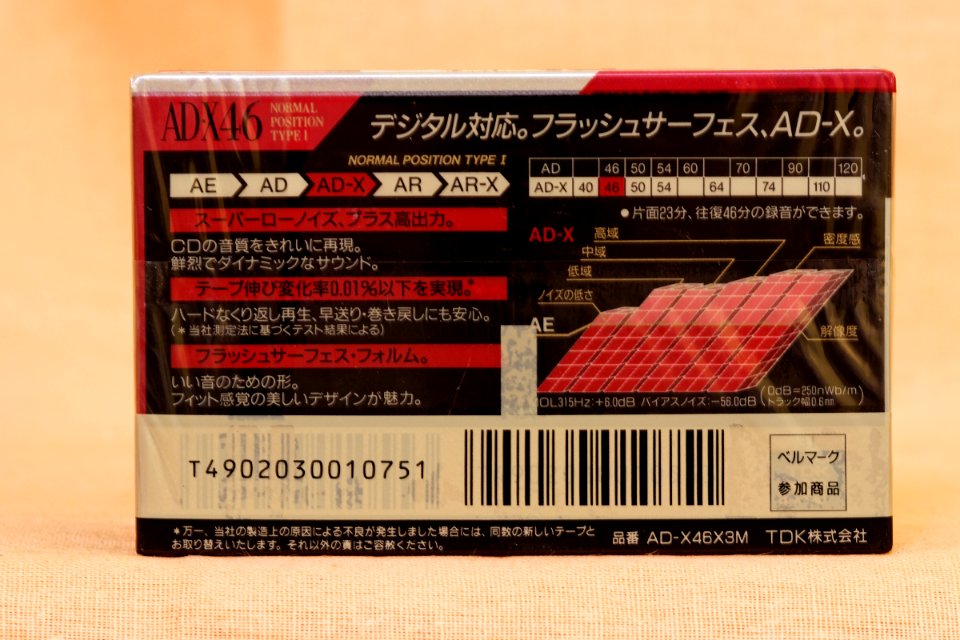 AD-X46
NORMAL
POSITION
TYPE I
デジタル対応。フラッシュサーフェス、AD-X。
NORMAL POSITION TYPE I
AE AD AD-X AR AR-X
AD 46 50 54 60 70 90 120
AD-X 40 46 50 54 64 74 110
●片面23分、往復46分の録音ができます。
スーパーローノイズ、プラス高出力。
CDの音質をきれいに再現。
鮮烈でダイナミックなサウンド。
テープ伸び変化率0.01%以下を実現。*
ハードなくり返し再生、早送り・巻き戻しにも安心。
(*当社測定法に基づくテスト結果による)
フラッシュサーフェス・フォルム。
いい音のための形。
フィット感覚の美しいデザインが魅力。
AD-X
高域
中域
低域
ノイズの低さ
AE
密度感
解像度
MOL315Hz:+6.0dB バイアスノイズ:-56.0dB
(0dB=250nWb/m
トラック幅0.6mm)
T4902030010751
ベルマーク
参加商品
*万一、当社の製造上の原因による不良が発生しました場合には、同数の新しいテープと
お取り替えいたします。それ以外の責はご容赦ください。
品番 AD-X46X3M TDK株式会社